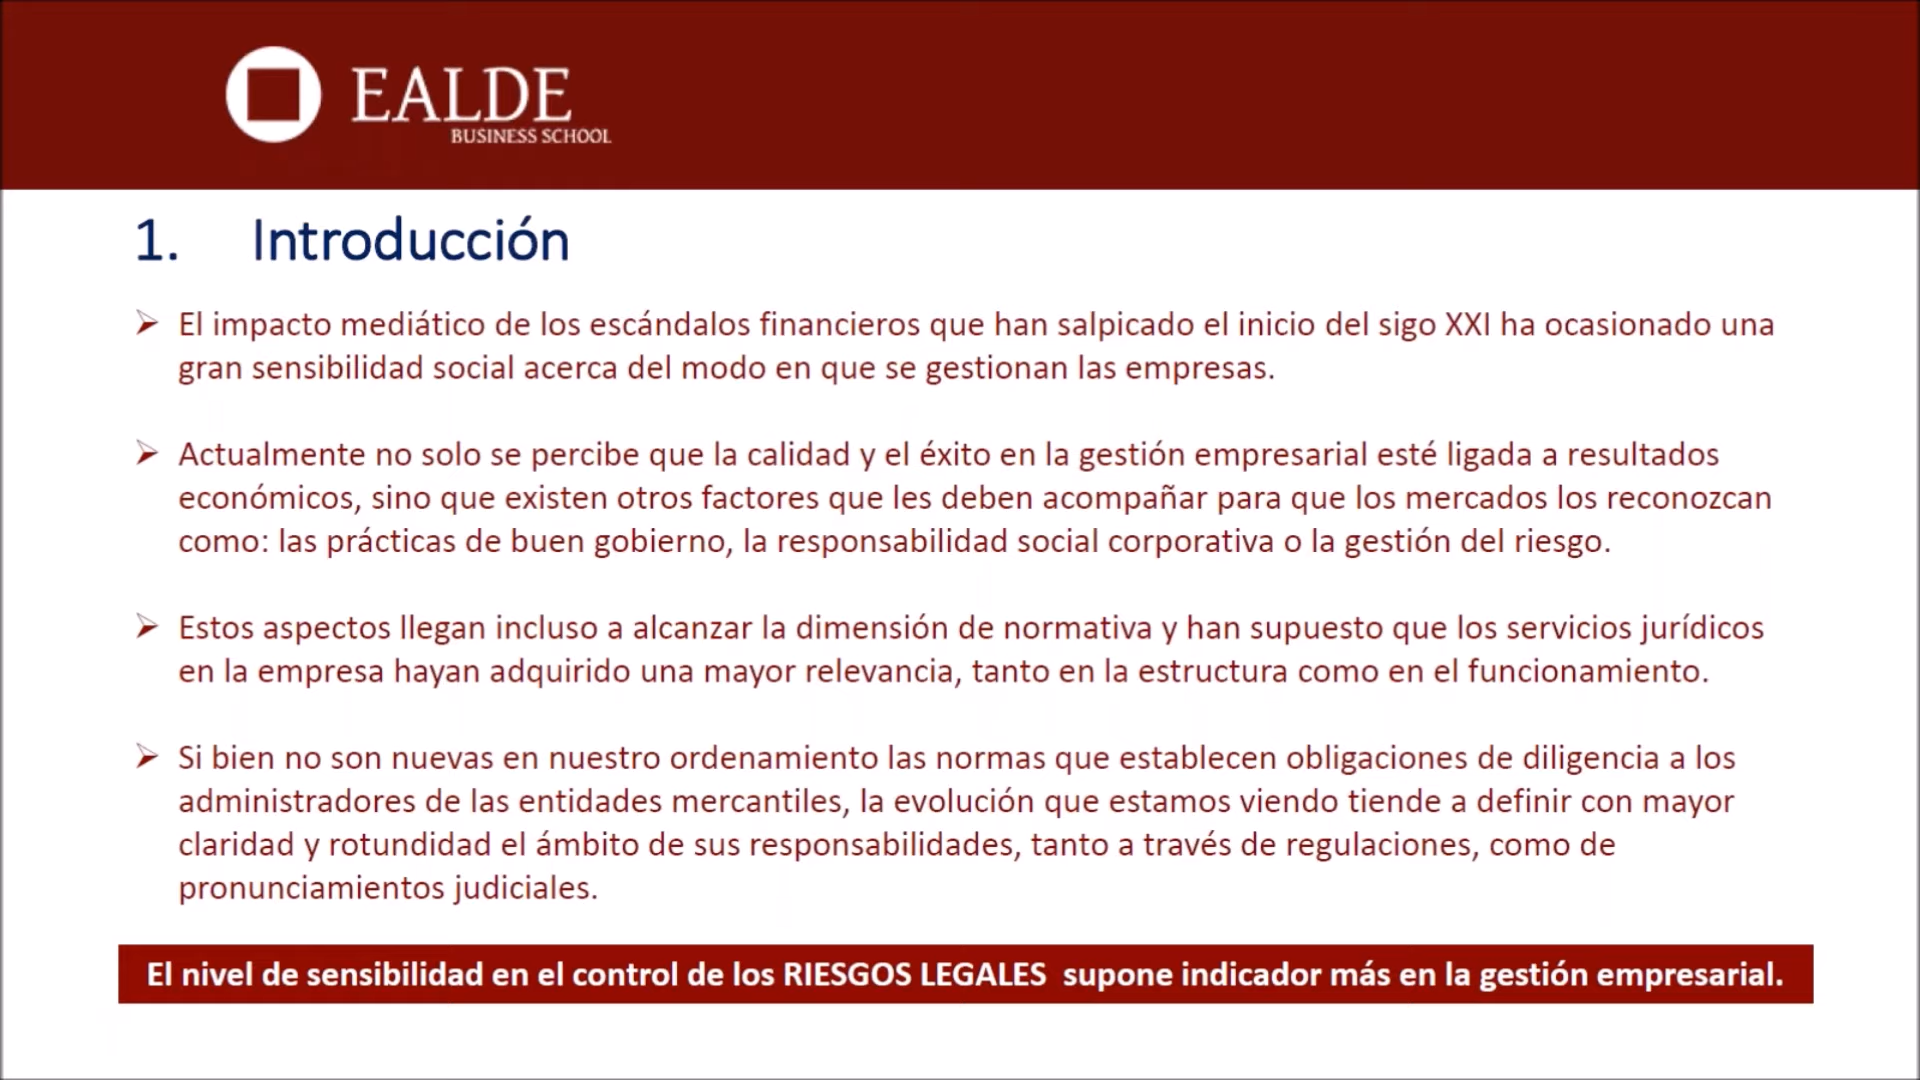 EALDE
BUSINESS SCHOOL
1. Introducción
➢ El impacto mediático de los escándalos financieros que han salpicado el inicio del sigo XXI ha ocasionado una
gran sensibilidad social acerca del modo en que se gestionan las empresas.
➢ Actualmente no solo se percibe que la calidad y el éxito en la gestión empresarial esté ligada a resultados
económicos, sino que existen otros factores que les deben acompañar para que los mercados los reconozcan
como: las prácticas de buen gobierno, la responsabilidad social corporativa o la gestión del riesgo.
➢ Estos aspectos llegan incluso a alcanzar la dimensión de normativa y han supuesto que los servicios jurídicos
en la empresa hayan adquirido una mayor relevancia, tanto en la estructura como en el funcionamiento.
➢ Si bien no son nuevas en nuestro ordenamiento las normas que establecen obligaciones de diligencia a los
administradores de las entidades mercantiles, la evolución que estamos viendo tiende a definir con mayor
claridad y rotundidad el ámbito de sus responsabilidades, tanto a través de regulaciones, como de
pronunciamientos judiciales.
El nivel de sensibilidad en el control de los RIESGOS LEGALES supone indicador más en la gestión empresarial.